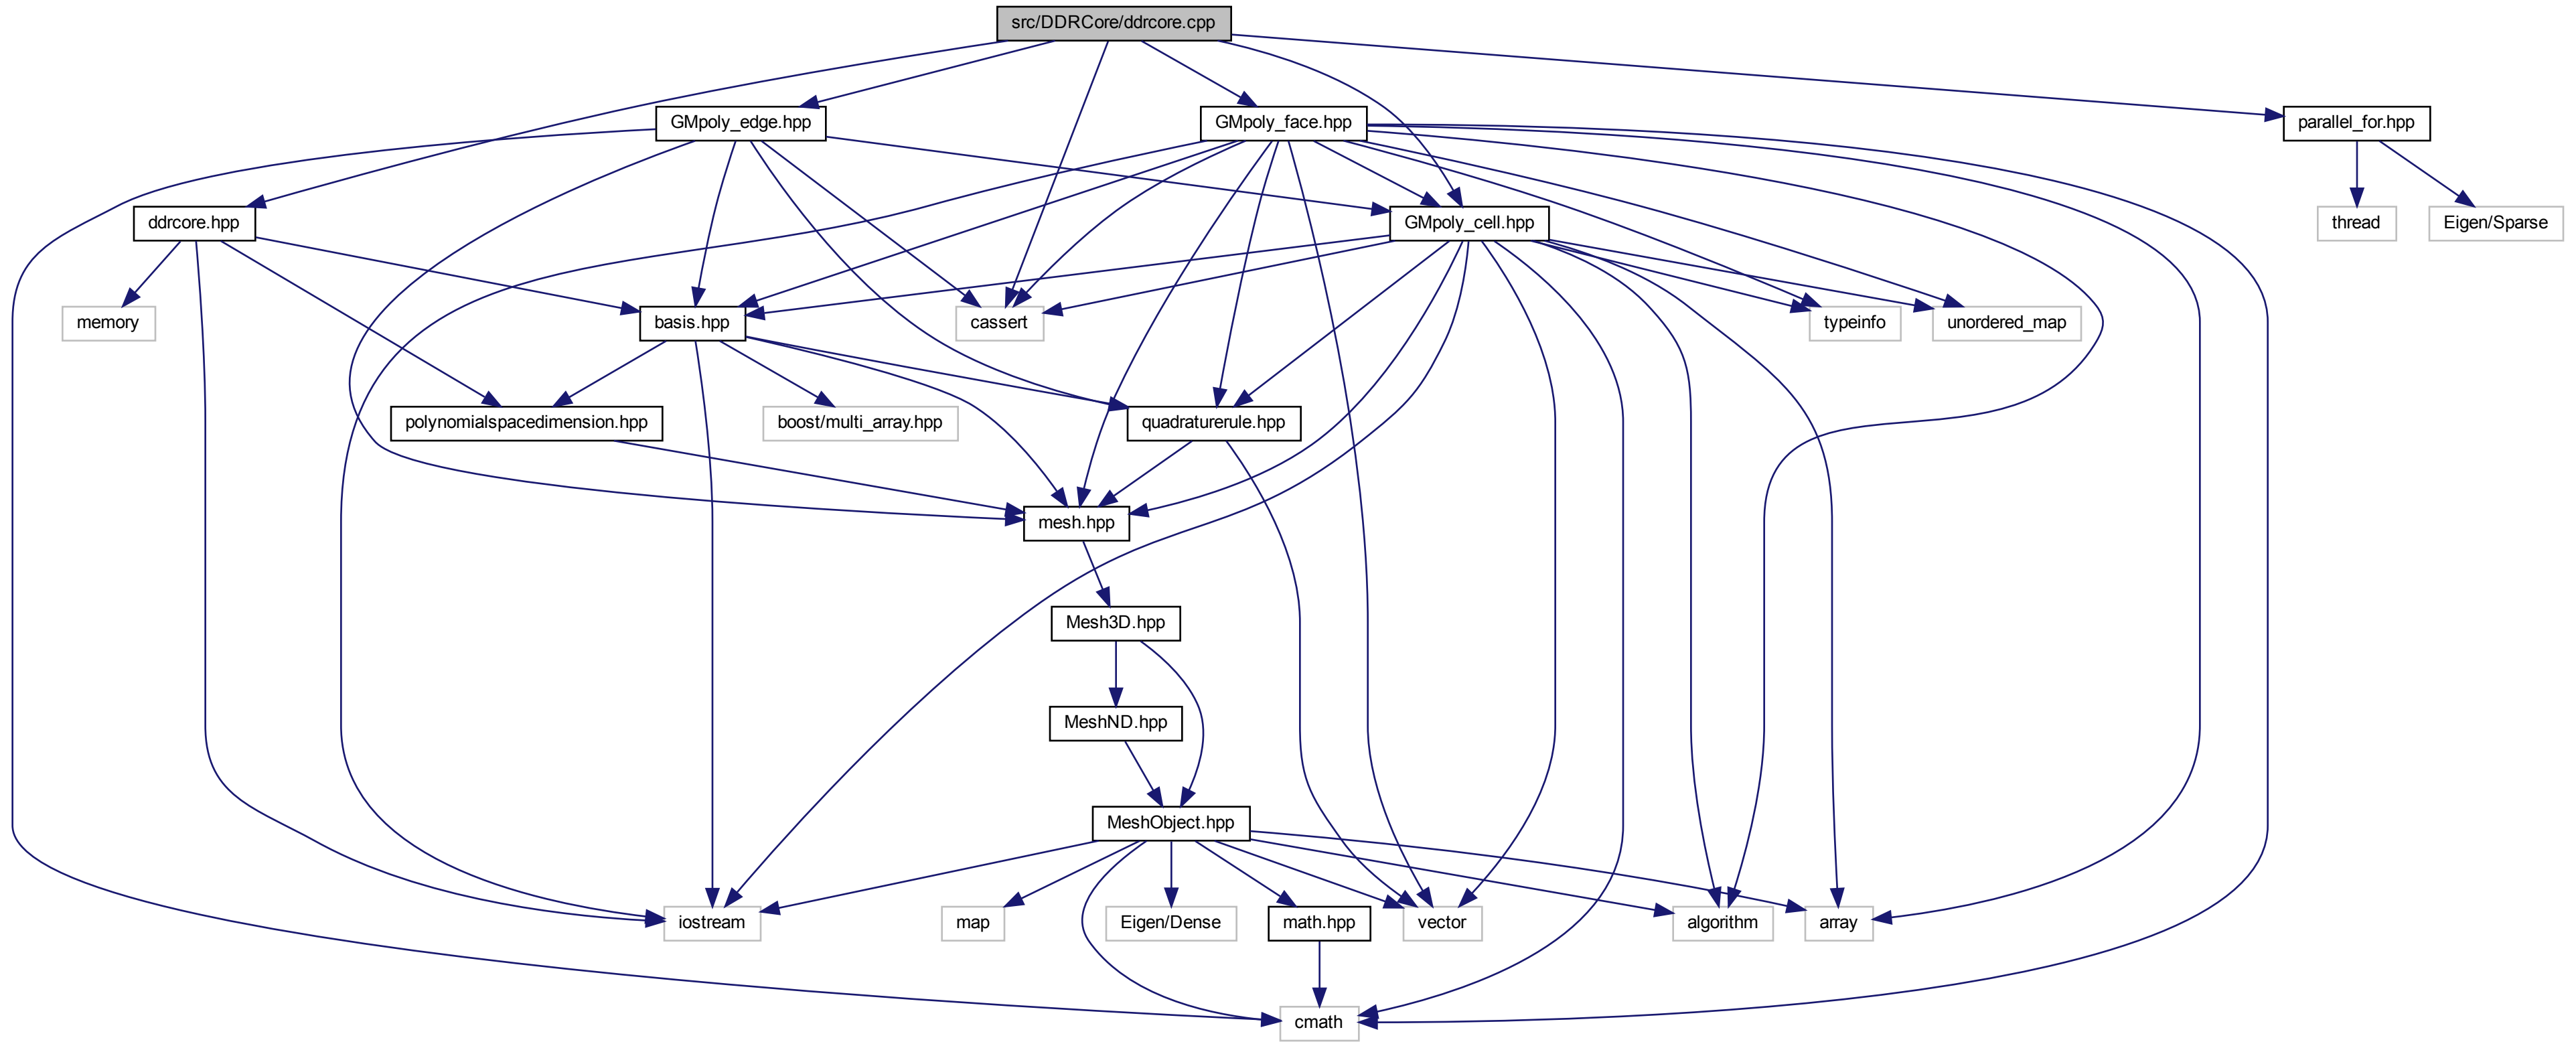 src/DDRCore/ddrcore.cpp
GMpoly_edge.hpp
GMpoly_face.hpp
parallel_for.hpp
ddrcore.hpp
GMpoly_cell.hpp
thread
Eigen/Sparse
memory
basis.hpp
cassert
typeinfo
unordered_map
polynomialspacedimension.hpp
boost/multi_array.hpp
quadraturerule.hpp
mesh.hpp
Mesh3D.hpp
MeshND.hpp
MeshObject.hpp
iostream
map
Eigen/Dense
math.hpp
vector
algorithm
array
cmath